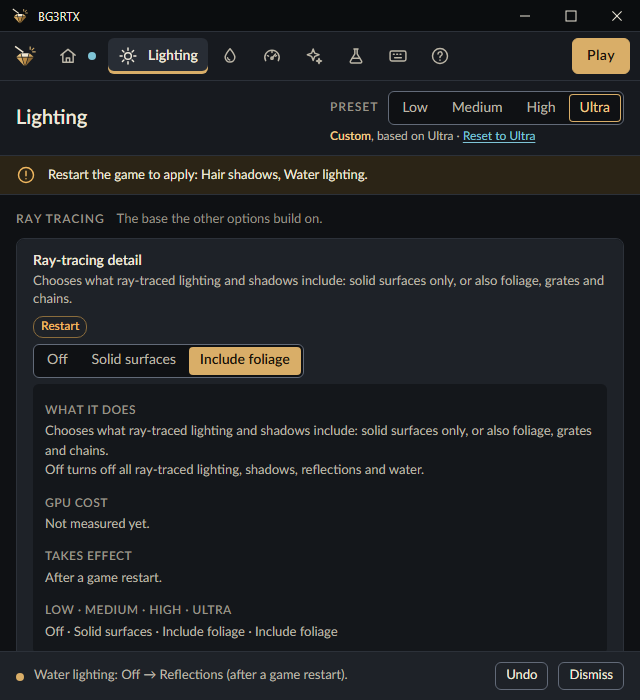 BG3RTX
Lighting
Play
Lighting
PRESET Low Medium High Ultra
Custom, based on Ultra · Reset to Ultra
Restart the game to apply: Hair shadows, Water lighting.
RAY TRACING The base the other options build on.
Ray-tracing detail
Chooses what ray-traced lighting and shadows include: solid surfaces only, or also foliage, grates and
chains.
Restart
Off Solid surfaces Include foliage
WHAT IT DOES
Chooses what ray-traced lighting and shadows include: solid surfaces only, or also foliage, grates
and chains.
Off turns off all ray-traced lighting, shadows, reflections and water.
GPU COST
Not measured yet.
TAKES EFFECT
After a game restart.
LOW · MEDIUM · HIGH · ULTRA
Off · Solid surfaces · Include foliage · Include foliage
Water lighting: Off → Reflections (after a game restart).
Undo Dismiss